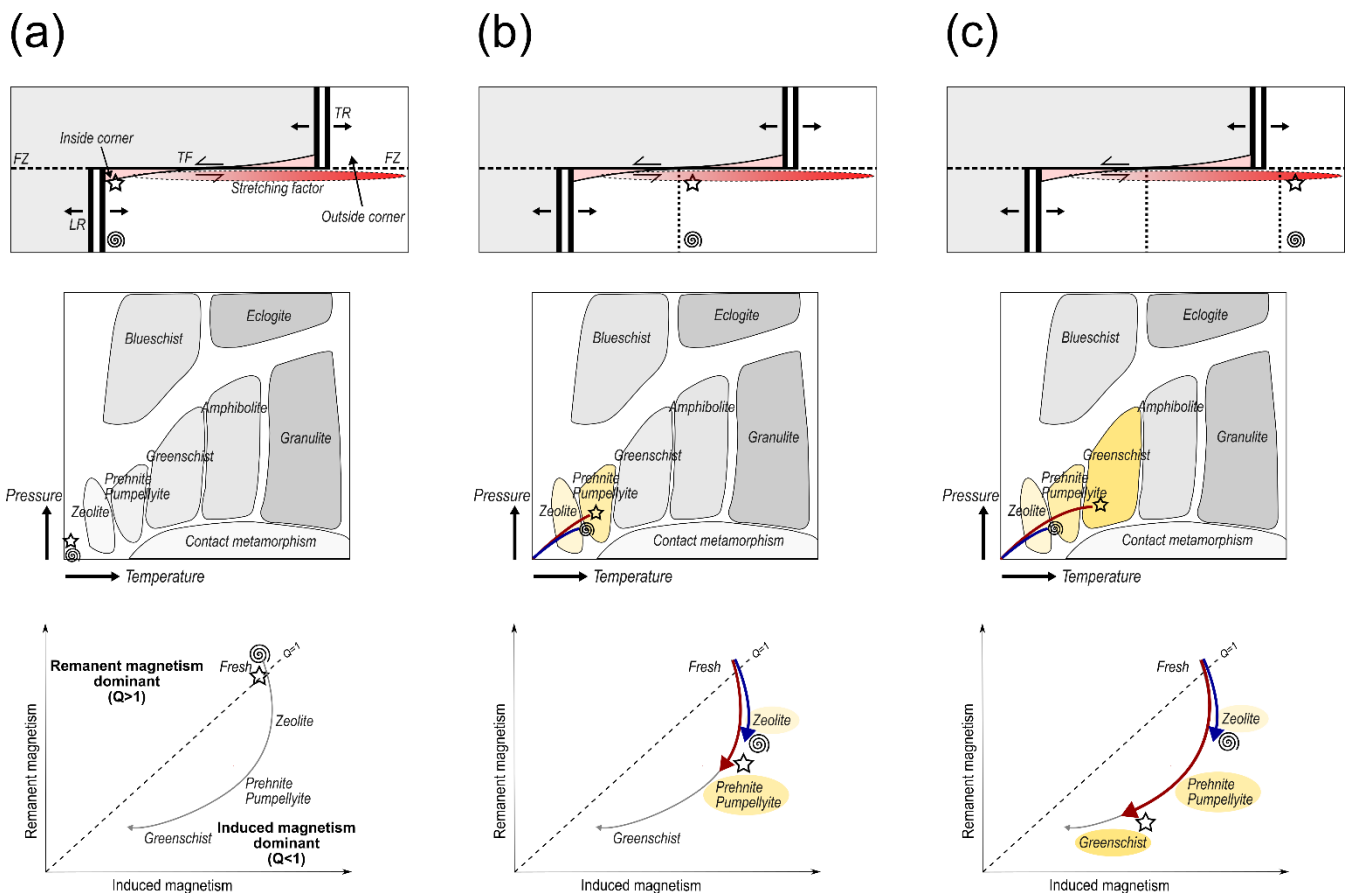 (a)
(b)
(c)
Inside corner
TR
FZ
TF
FZ
Stretching factor
LR
Outside corner
Blueschist
Eclogite
Amphibolite
Granulite
Greenschist
Prehnite
Pumpellyite
Zeolite
Contact metamorphism
Pressure
Temperature
Blueschist
Eclogite
Amphibolite
Granulite
Greenschist
Prehnite
Pumpellyite
Zeolite
Contact metamorphism
Pressure
Temperature
Blueschist
Eclogite
Amphibolite
Granulite
Greenschist
Prehnite
Pumpellyite
Zeolite
Contact metamorphism
Pressure
Temperature
Remanent magnetism
Remanent magnetism
dominant
(Q>1)
Fresh
Q=1
Zeolite
Prehnite
Pumpellyite
Greenschist
Induced magnetism
dominant
(Q<1)
Induced magnetism
Remanent magnetism
Fresh
Q=1
Zeolite
Prehnite
Pumpellyite
Greenschist
Induced magnetism
Remanent magnetism
Fresh
Q=1
Zeolite
Prehnite
Pumpellyite
Greenschist
Induced magnetism